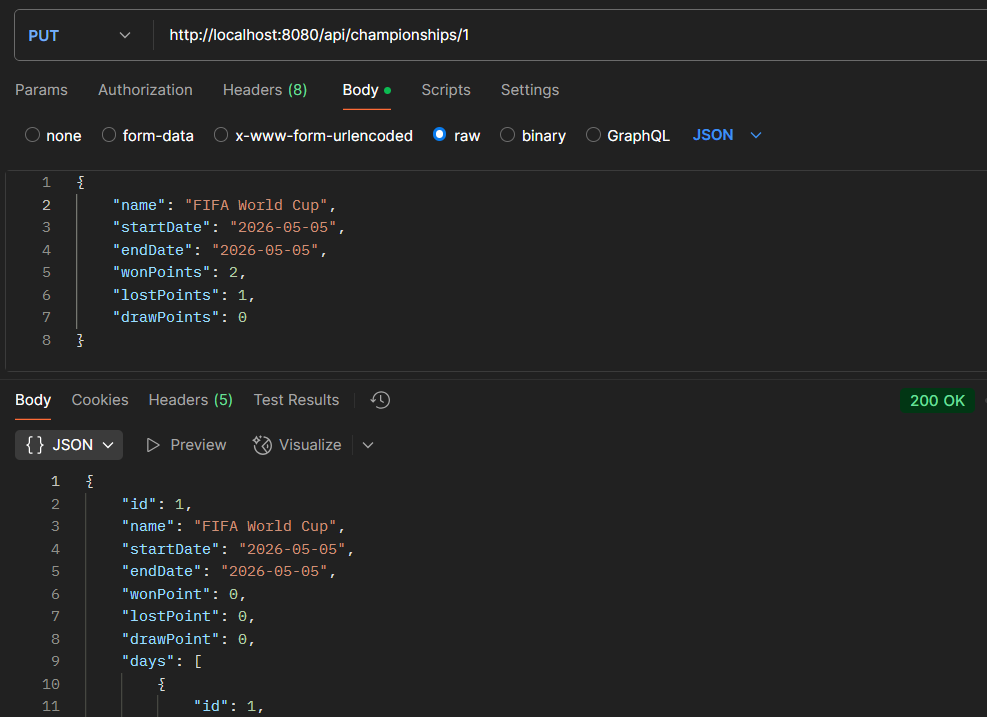 PUT http://localhost:8080/api/championships/1
Params Authorization Headers (8) Body Scripts Settings
none form-data x-www-form-urlencoded raw binary GraphQL JSON
1 {
2 "name": "FIFA World Cup",
3 "startDate": "2026-05-05",
4 "endDate": "2026-05-05",
5 "wonPoints": 2,
6 "lostPoints": 1,
7 "drawPoints": 0
8 }
Body Cookies Headers (5) Test Results 200 OK
{} JSON Preview Visualize
1 {
2 "id": 1,
3 "name": "FIFA World Cup",
4 "startDate": "2026-05-05",
5 "endDate": "2026-05-05",
6 "wonPoint": 0,
7 "lostPoint": 0,
8 "drawPoint": 0,
9 "days": [
10 {
11 "id": 1,